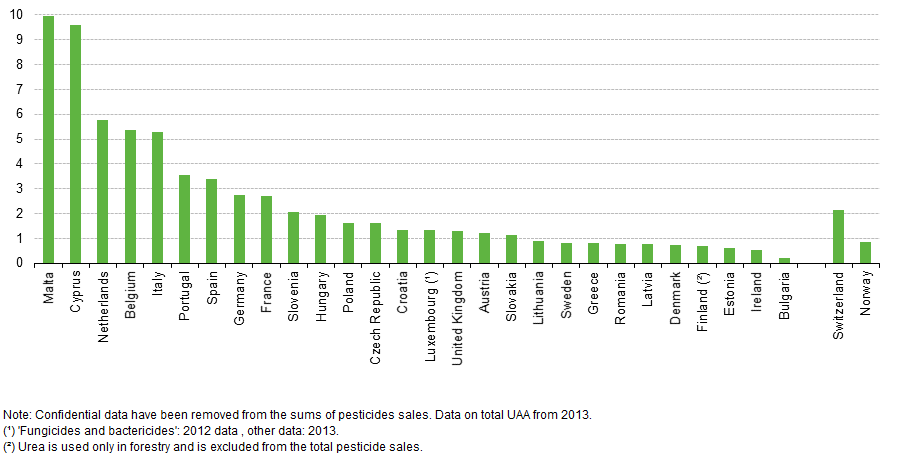 10
9
8
7
6
5
4
3
2
1
0
Malta
Cyprus
Netherlands
Belgium
Italy
Portugal
Spain
Germany
France
Slovenia
Hungary
Poland
Czech Republic
Croatia
Luxembourg (¹)
United Kingdom
Austria
Slovakia
Lithuania
Sweden
Greece
Romania
Latvia
Denmark
Finland (²)
Estonia
Ireland
Bulgaria
Switzerland
Norway
Note: Confidential data have been removed from the sums of pesticides sales. Data on total UAA from 2013.
(¹) 'Fungicides and bactericides': 2012 data , other data: 2013.
(²) Urea is used only in forestry and is excluded from the total pesticide sales.